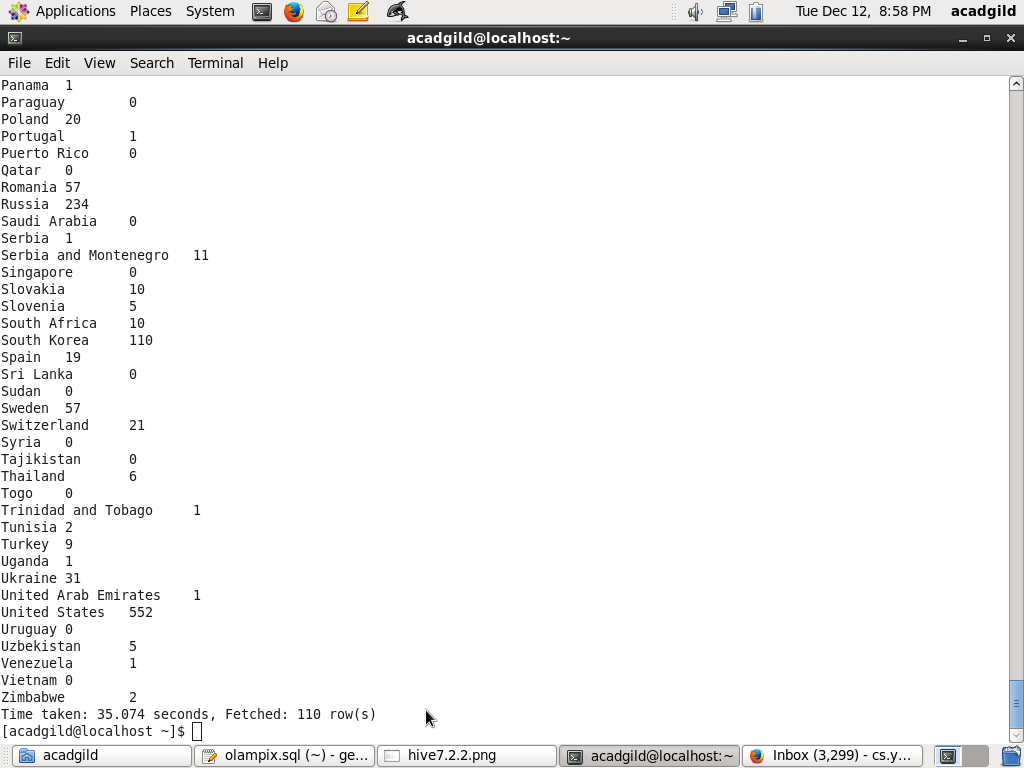 Applications Places System Tue Dec 12, 8:58 PM acadgild
acadgild@localhost:~
File Edit View Search Terminal Help
Panama 1
Paraguay 0
Poland 20
Portugal 1
Puerto Rico 0
Qatar 0
Romania 57
Russia 234
Saudi Arabia 0
Serbia 1
Serbia and Montenegro 11
Singapore 0
Slovakia 10
Slovenia 5
South Africa 10
South Korea 110
Spain 19
Sri Lanka 0
Sudan 0
Sweden 57
Switzerland 21
Syria 0
Tajikistan 0
Thailand 6
Togo 0
Trinidad and Tobago 1
Tunisia 2
Turkey 9
Uganda 1
Ukraine 31
United Arab Emirates 1
United States 552
Uruguay 0
Uzbekistan 5
Venezuela 1
Vietnam 0
Zimbabwe 2
Time taken: 35.074 seconds, Fetched: 110 row(s)
[acadgild@localhost ~]$
acadgild olampix.sql (~) - ge... hive7.2.2.png acadgild@localhost:~ Inbox (3,299) - cs.y...